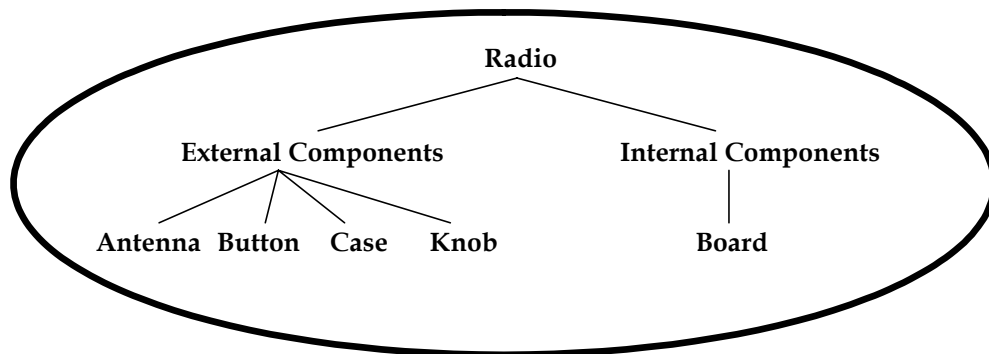 Radio
External Components Internal Components
Antenna Button Case Knob Board